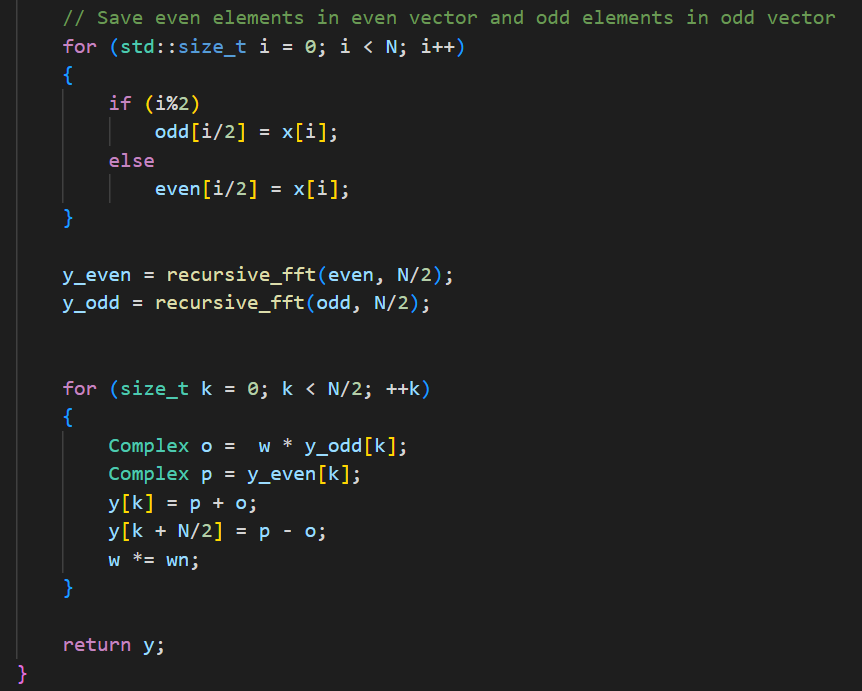 // Save even elements in even vector and odd elements in odd vector
for (std::size_t i = 0; i < N; i++)
{
if (i%2)
odd[i/2] = x[i];
else
even[i/2] = x[i];
}
y_even = recursive_fft(even, N/2);
y_odd = recursive_fft(odd, N/2);
for (size_t k = 0; k < N/2; ++k)
{
Complex o =  w * y_odd[k];
Complex p = y_even[k];
y[k] = p + o;
y[k + N/2] = p - o;
w *= wn;
}
return y;
}